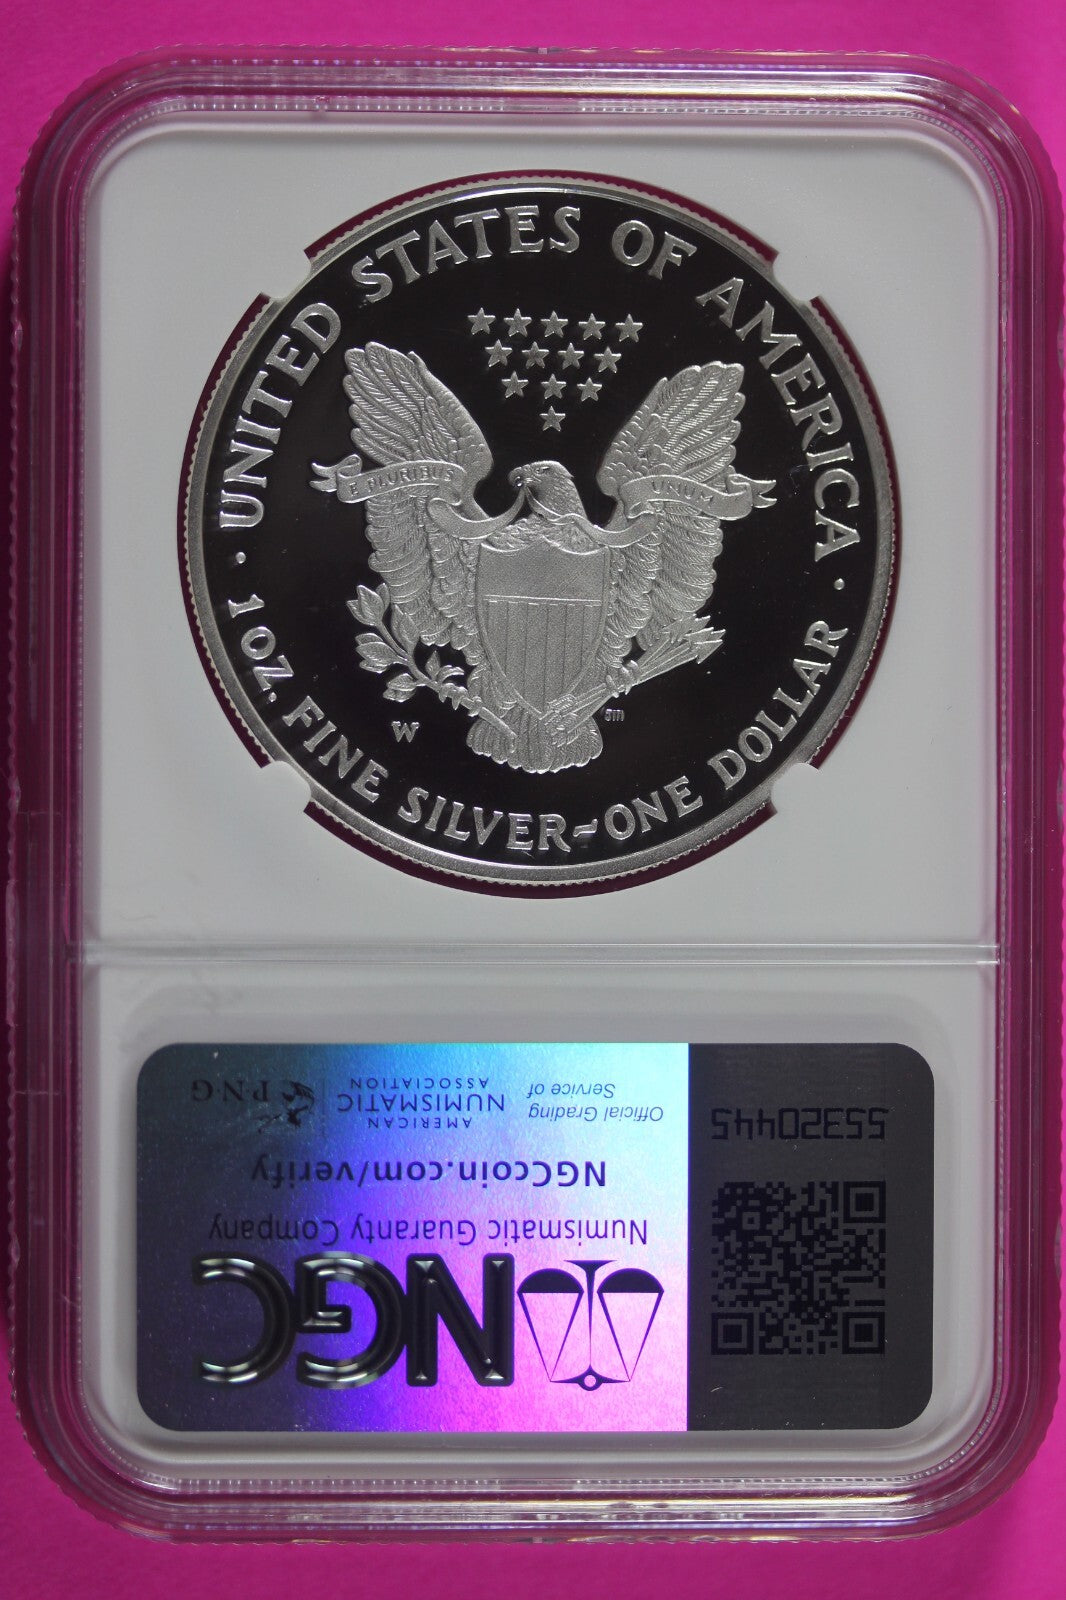 UNITED STATES OF AMERICA
E PLURIBUS
UNUM
W
1 OZ. FINE SILVER~ONE DOLLAR
NGC
Numismatic Guaranty Company
NGCcoin.com/verify
Official Grading
Service of
AMERICAN
NUMISMATIC
ASSOCIATION
PNG
55320445